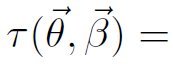 τ(θ⃗, β⃗) =